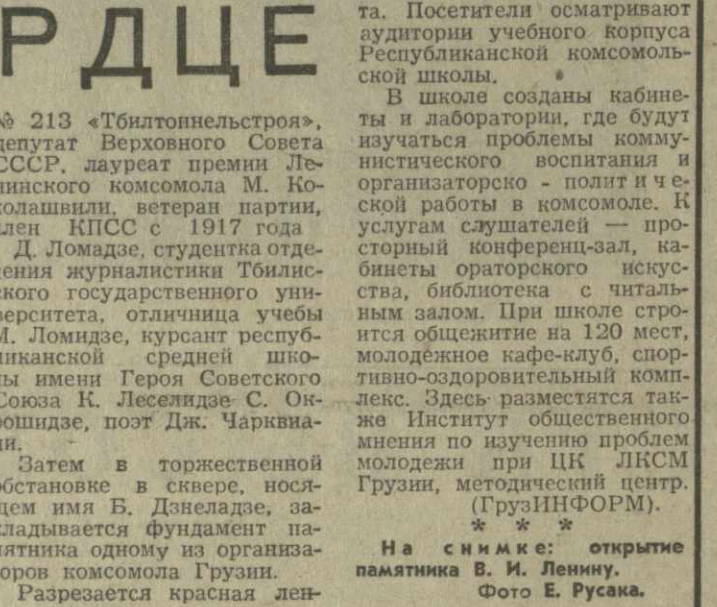 РДЦЕ
№ 213 «Тбилтоннельстроя»,
депутат Верховного Совета
СССР, лауреат премии Ле-
нинского комсомола М. Ко-
колашвили, ветеран партии,
член КПСС с 1917 года
Д. Ломадзе, студентка отде-
ления журналистики Тбилис-
ского государственного уни-
верситета, отличница учебы
М. Ломидзе, курсант респуб-
ликанской средней шко-
лы имени Героя Советского
Союза К. Леселидзе С. Ок-
рошидзе, поэт Дж. Чарквиа-
ни.
Затем в торжественной
обстановке в сквере, нося-
щем имя Б. Дзнеладзе, за-
кладывается фундамент па-
мятника одному из организа-
торов комсомола Грузии.
Разрезается красная лен-
та. Посетители осматривают
аудитории учебного корпуса
Республиканской комсомоль-
ской школы.
В школе созданы кабине-
ты и лаборатории, где будут
изучаться проблемы комму-
нистического воспитания и
организаторско - политиче-
ской работы в комсомоле. К
услугам слушателей — про-
сторный конференц-зал, ка-
бинеты ораторского искус-
ства, библиотека с читаль-
ным залом. При школе стро-
ится общежитие на 120 мест,
молодёжное кафе-клуб, спор-
тивно-оздоровительный комп-
лекс. Здесь разместятся так-
же Институт общественного
мнения по изучению проблем
молодежи при ЦК ЛКСМ
Грузии, методический центр.
(ГрузИНФОРМ).
* * *
На снимке: открытие
памятника В. И. Ленину.
Фото Е. Русака.